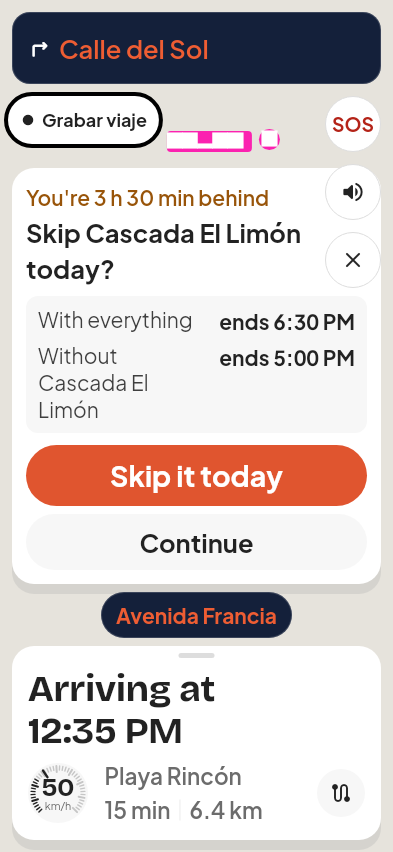 Calle del Sol
Grabar viaje
SOS
You're 3 h 30 min behind
Skip Cascada El Limón
today?
With everything ends 6:30 PM
Without ends 5:00 PM
Cascada El
Limón
Skip it today
Continue
Avenida Francia
Arriving at
12:35 PM
50
km/h
Playa Rincón
15 min 6.4 km